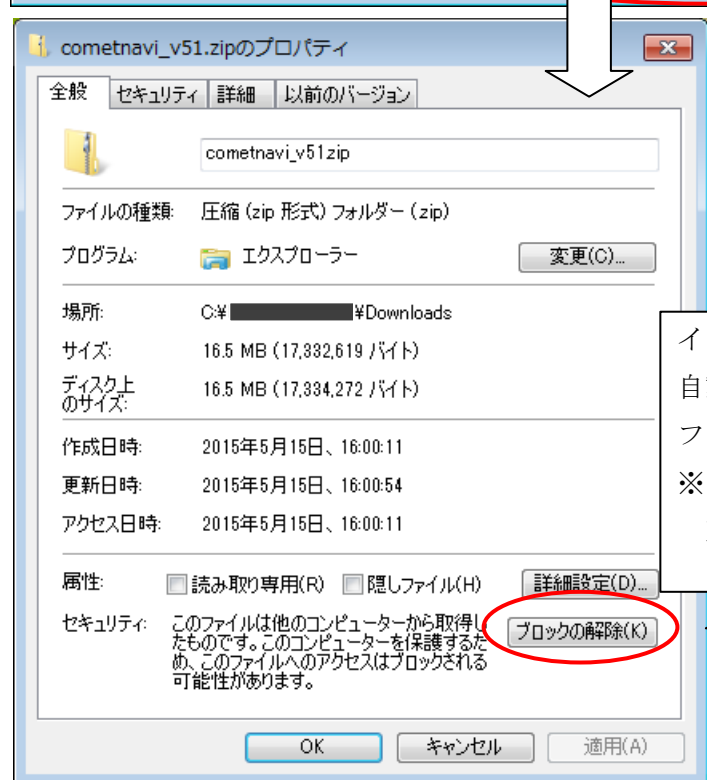 cometnavi_v51.zipのプロパティ
全般 セキュリティ 詳細 以前のバージョン
cometnavi_v51zip
ファイルの種類: 圧縮 (zip 形式) フォルダー (zip)
プログラム: エクスプローラー 変更(C)...
場所: C:¥ ¥Downloads
サイズ: 16.5 MB (17,332,619 バイト)
ディスク上
のサイズ: 16.5 MB (17,334,272 バイト)
作成日時: 2015年5月15日、16:00:11
更新日時: 2015年5月15日、16:00:54
アクセス日時: 2015年5月15日、16:00:11
属性: 読み取り専用(R) 隠しファイル(H) 詳細設定(D)...
セキュリティ: このファイルは他のコンピューターから取得し
たものです。このコンピューターを保護するた
め、このファイルへのアクセスはブロックされる
可能性があります。
ブロックの解除(K)
OK キャンセル 適用(A)
イ
自
フ
※